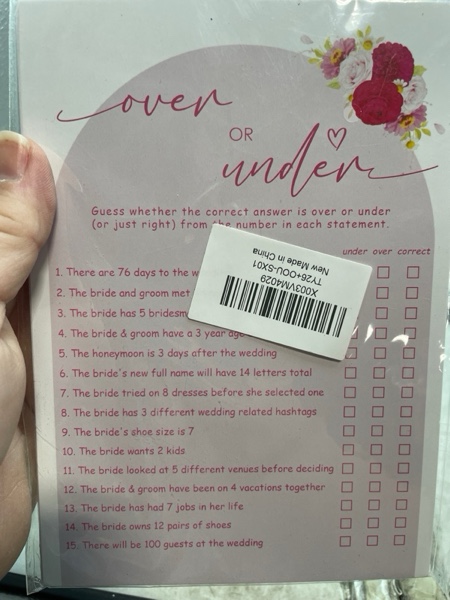 over
OR
under
Guess whether the correct answer is over or under
(or just right) from the number in each statement.
under over correct
1. There are 76 days to the w
2. The bride and groom met
3. The bride has 5 bridesm
4. The bride & groom have a 3 year age
5. The honeymoon is 3 days after the wedding
6. The bride's new full name will have 14 letters total
7. The bride tried on 8 dresses before she selected one
8. The bride has 3 different wedding related hashtags
9. The bride's shoe size is 7
10. The bride wants 2 kids
11. The bride looked at 5 different venues before deciding
12. The bride & groom have been on 4 vacations together
13. The bride has had 7 jobs in her life
14. The bride owns 12 pairs of shoes
15. There will be 100 guests at the wedding
X003VM4029
TY26+OOU-SX01
New Made in China